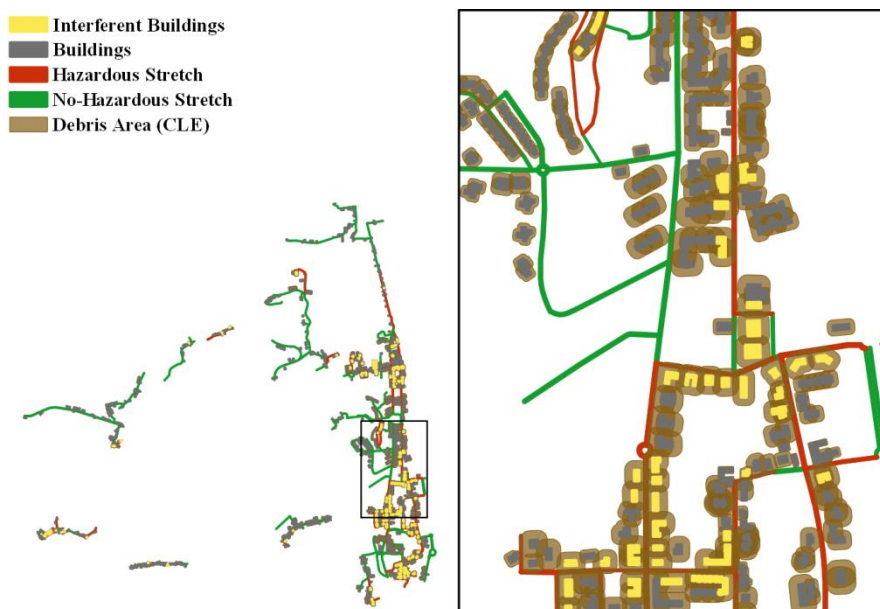 Interferent Buildings
Buildings
Hazardous Stretch
No-Hazardous Stretch
Debris Area (CLE)